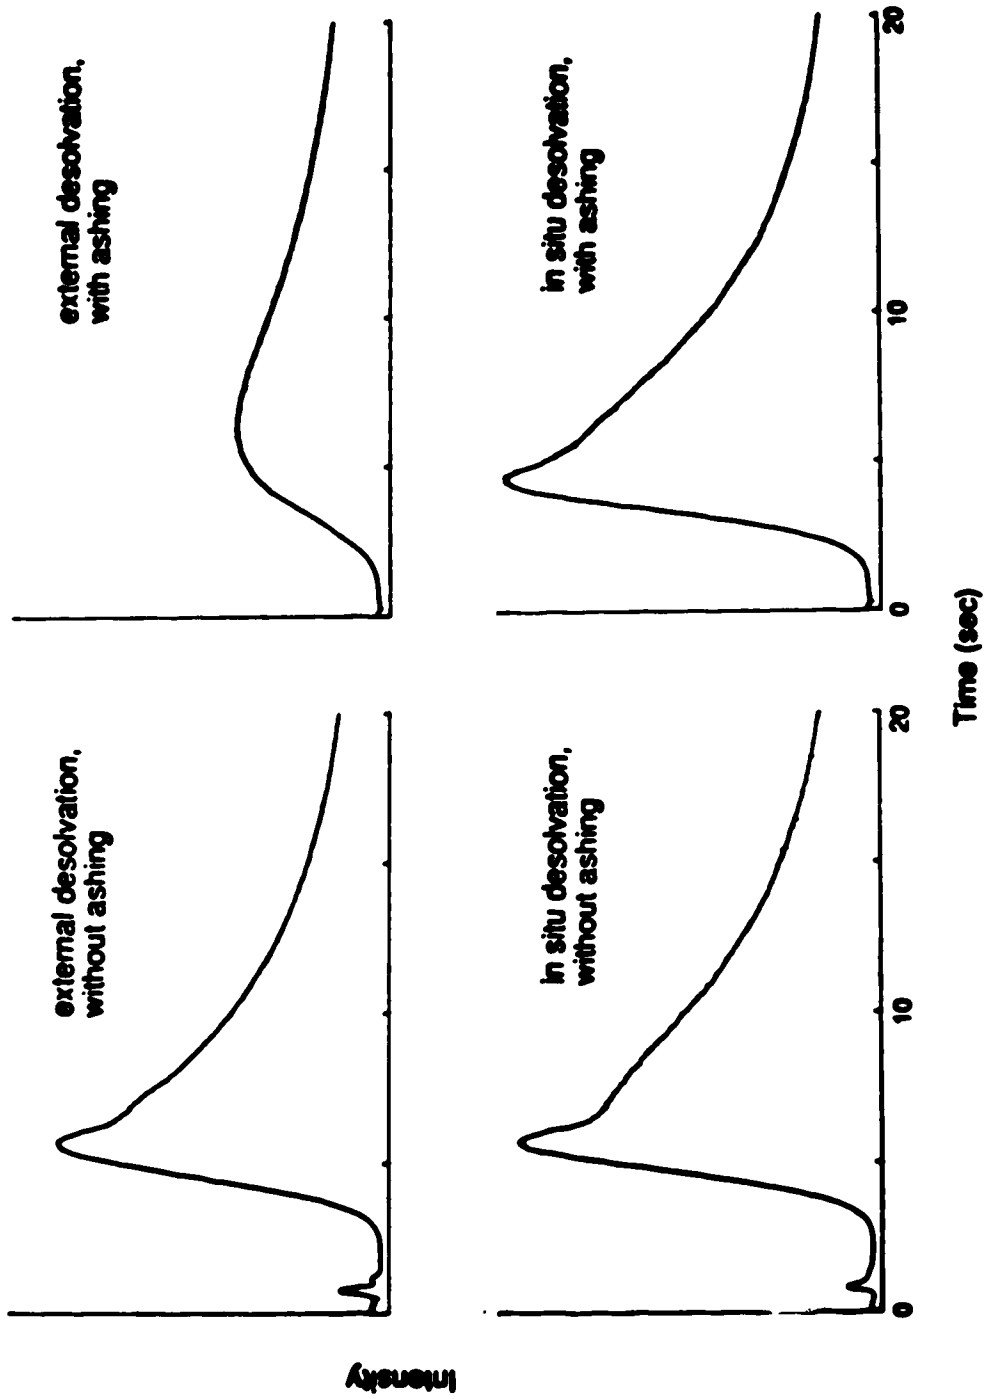 external desolvation,
without ashing
external desolvation,
with ashing
Intensity
in situ desolvation,
without ashing
in situ desolvation,
with ashing
0
10
20
0
10
20
Time (sec)